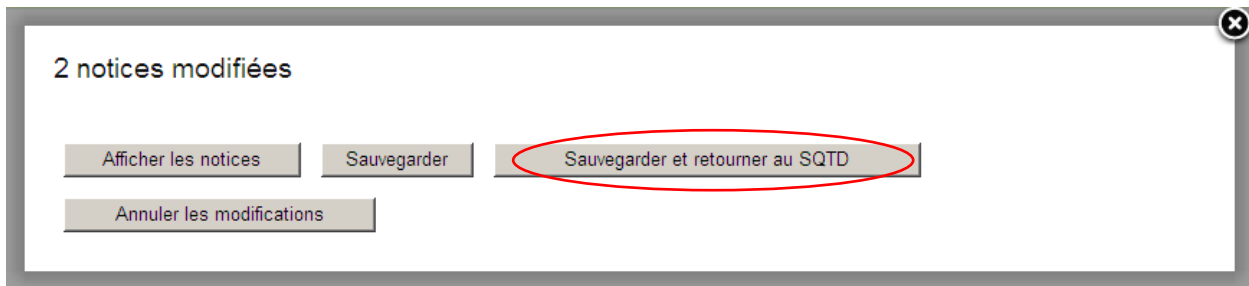 2 notices modifiées
Afficher les notices Sauvegarder Sauvegarder et retourner au SQTD
Annuler les modifications